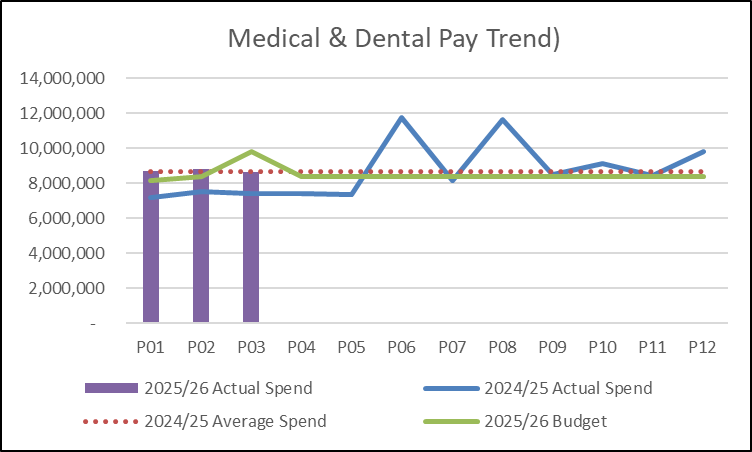 Medical & Dental Pay Trend)
14,000,000
12,000,000
10,000,000
8,000,000
6,000,000
4,000,000
2,000,000
-
P01 P02 P03 P04 P05 P06 P07 P08 P09 P10 P11 P12
2025/26 Actual Spend 2024/25 Actual Spend
2024/25 Average Spend 2025/26 Budget